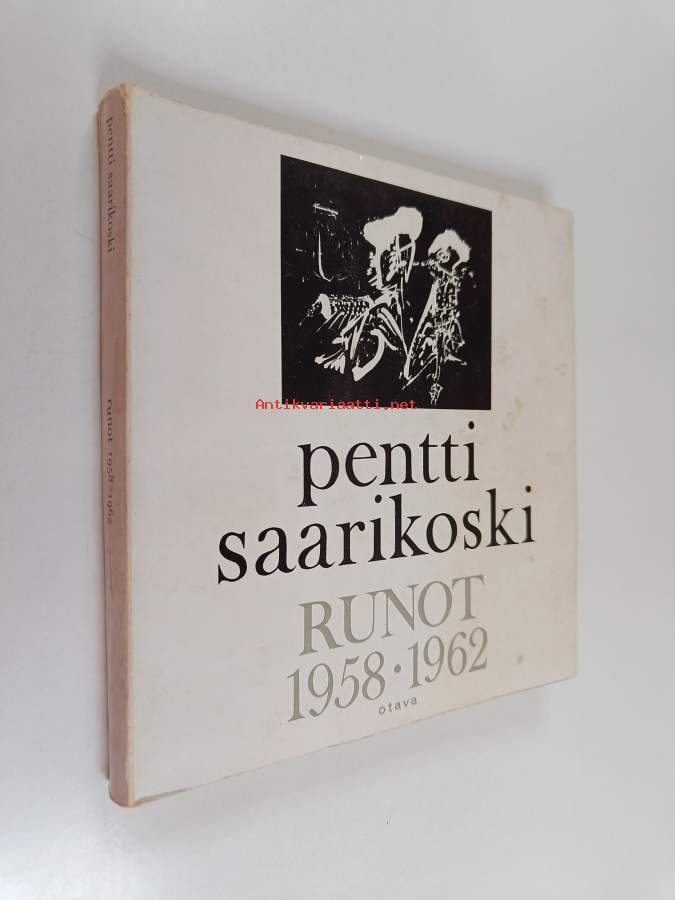 pentti saarikoski
runot 1958-1962
Antikvariaatti.net
pentti
saarikoski
RUNOT
1958·1962
otava